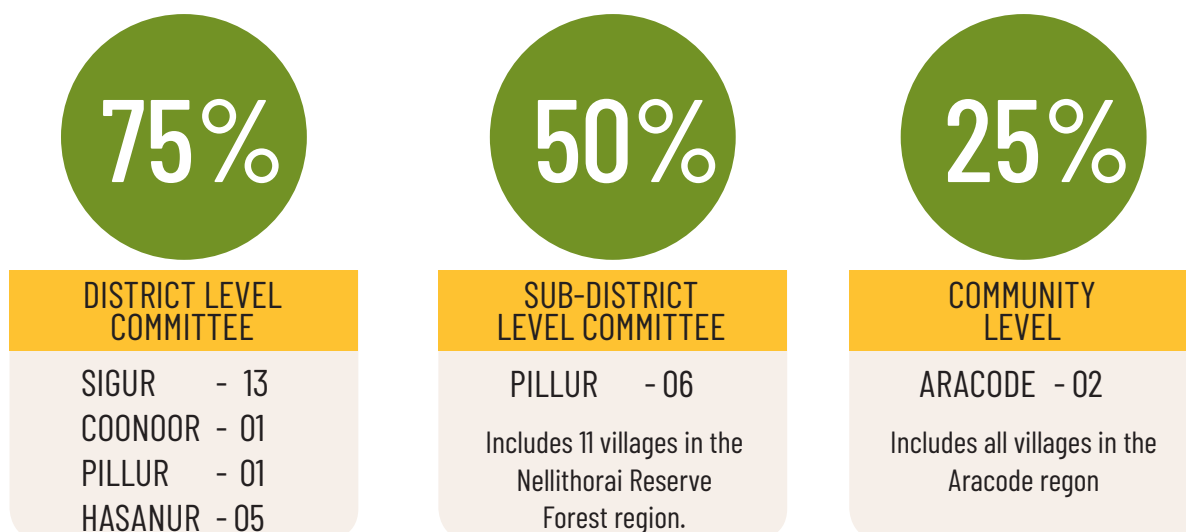 75%
DISTRICT LEVEL
COMMITTEE
SIGUR - 13
COONOOR - 01
PILLUR - 01
HASANUR - 05
50%
SUB-DISTRICT
LEVEL COMMITTEE
PILLUR - 06
Includes 11 villages in the
Nellithorai Reserve
Forest region.
25%
COMMUNITY
LEVEL
ARACODE - 02
Includes all villages in the
Aracode regon